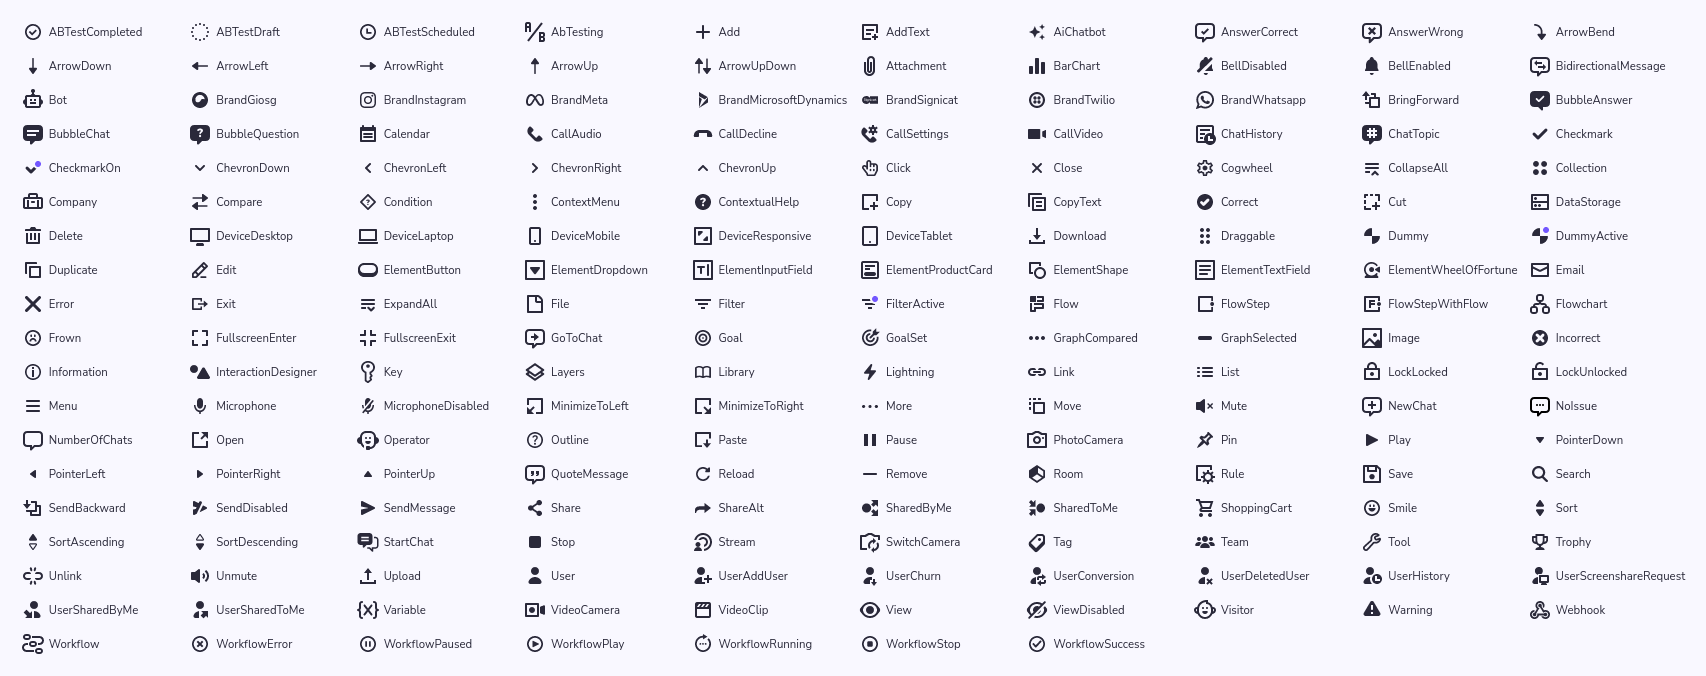 ABTestCompleted ABTestDraft ABTestScheduled AbTesting Add AddText AiChatbot AnswerCorrect AnswerWrong ArrowBend
ArrowDown ArrowLeft ArrowRight ArrowUp ArrowUpDown Attachment BarChart BellDisabled BellEnabled BidirectionalMessage
Bot BrandGiosg BrandInstagram BrandMeta BrandMicrosoftDynamics BrandSignicat BrandTwilio BrandWhatsapp BringForward BubbleAnswer
BubbleChat BubbleQuestion Calendar CallAudio CallDecline CallSettings CallVideo ChatHistory ChatTopic Checkmark
CheckmarkOn ChevronDown ChevronLeft ChevronRight ChevronUp Click Close Cogwheel CollapseAll Collection
Company Compare Condition ContextMenu ContextualHelp Copy CopyText Correct Cut DataStorage
Delete DeviceDesktop DeviceLaptop DeviceMobile DeviceResponsive DeviceTablet Download Draggable Dummy DummyActive
Duplicate Edit ElementButton ElementDropdown ElementInputField ElementProductCard ElementShape ElementTextField ElementWheelOfFortune Email
Error Exit ExpandAll File Filter FilterActive Flow FlowStep FlowStepWithFlow Flowchart
Frown FullscreenEnter FullscreenExit GoToChat Goal GoalSet GraphCompared GraphSelected Image Incorrect
Information InteractionDesigner Key Layers Library Lightning Link List LockLocked LockUnlocked
Menu Microphone MicrophoneDisabled MinimizeToLeft MinimizeToRight More Move Mute NewChat NoIssue
NumberOfChats Open Operator Outline Paste Pause PhotoCamera Pin Play PointerDown
PointerLeft PointerRight PointerUp QuoteMessage Reload Remove Room Rule Save Search
SendBackward SendDisabled SendMessage Share ShareAlt SharedByMe SharedToMe ShoppingCart Smile Sort
SortAscending SortDescending StartChat Stop Stream SwitchCamera Tag Team Tool Trophy
Unlink Unmute Upload User UserAddUser UserChurn UserConversion UserDeletedUser UserHistory UserScreenshareRequest
UserSharedByMe UserSharedToMe Variable VideoCamera VideoClip View ViewDisabled Visitor Warning Webhook
Workflow WorkflowError WorkflowPaused WorkflowPlay WorkflowRunning WorkflowStop WorkflowSuccess